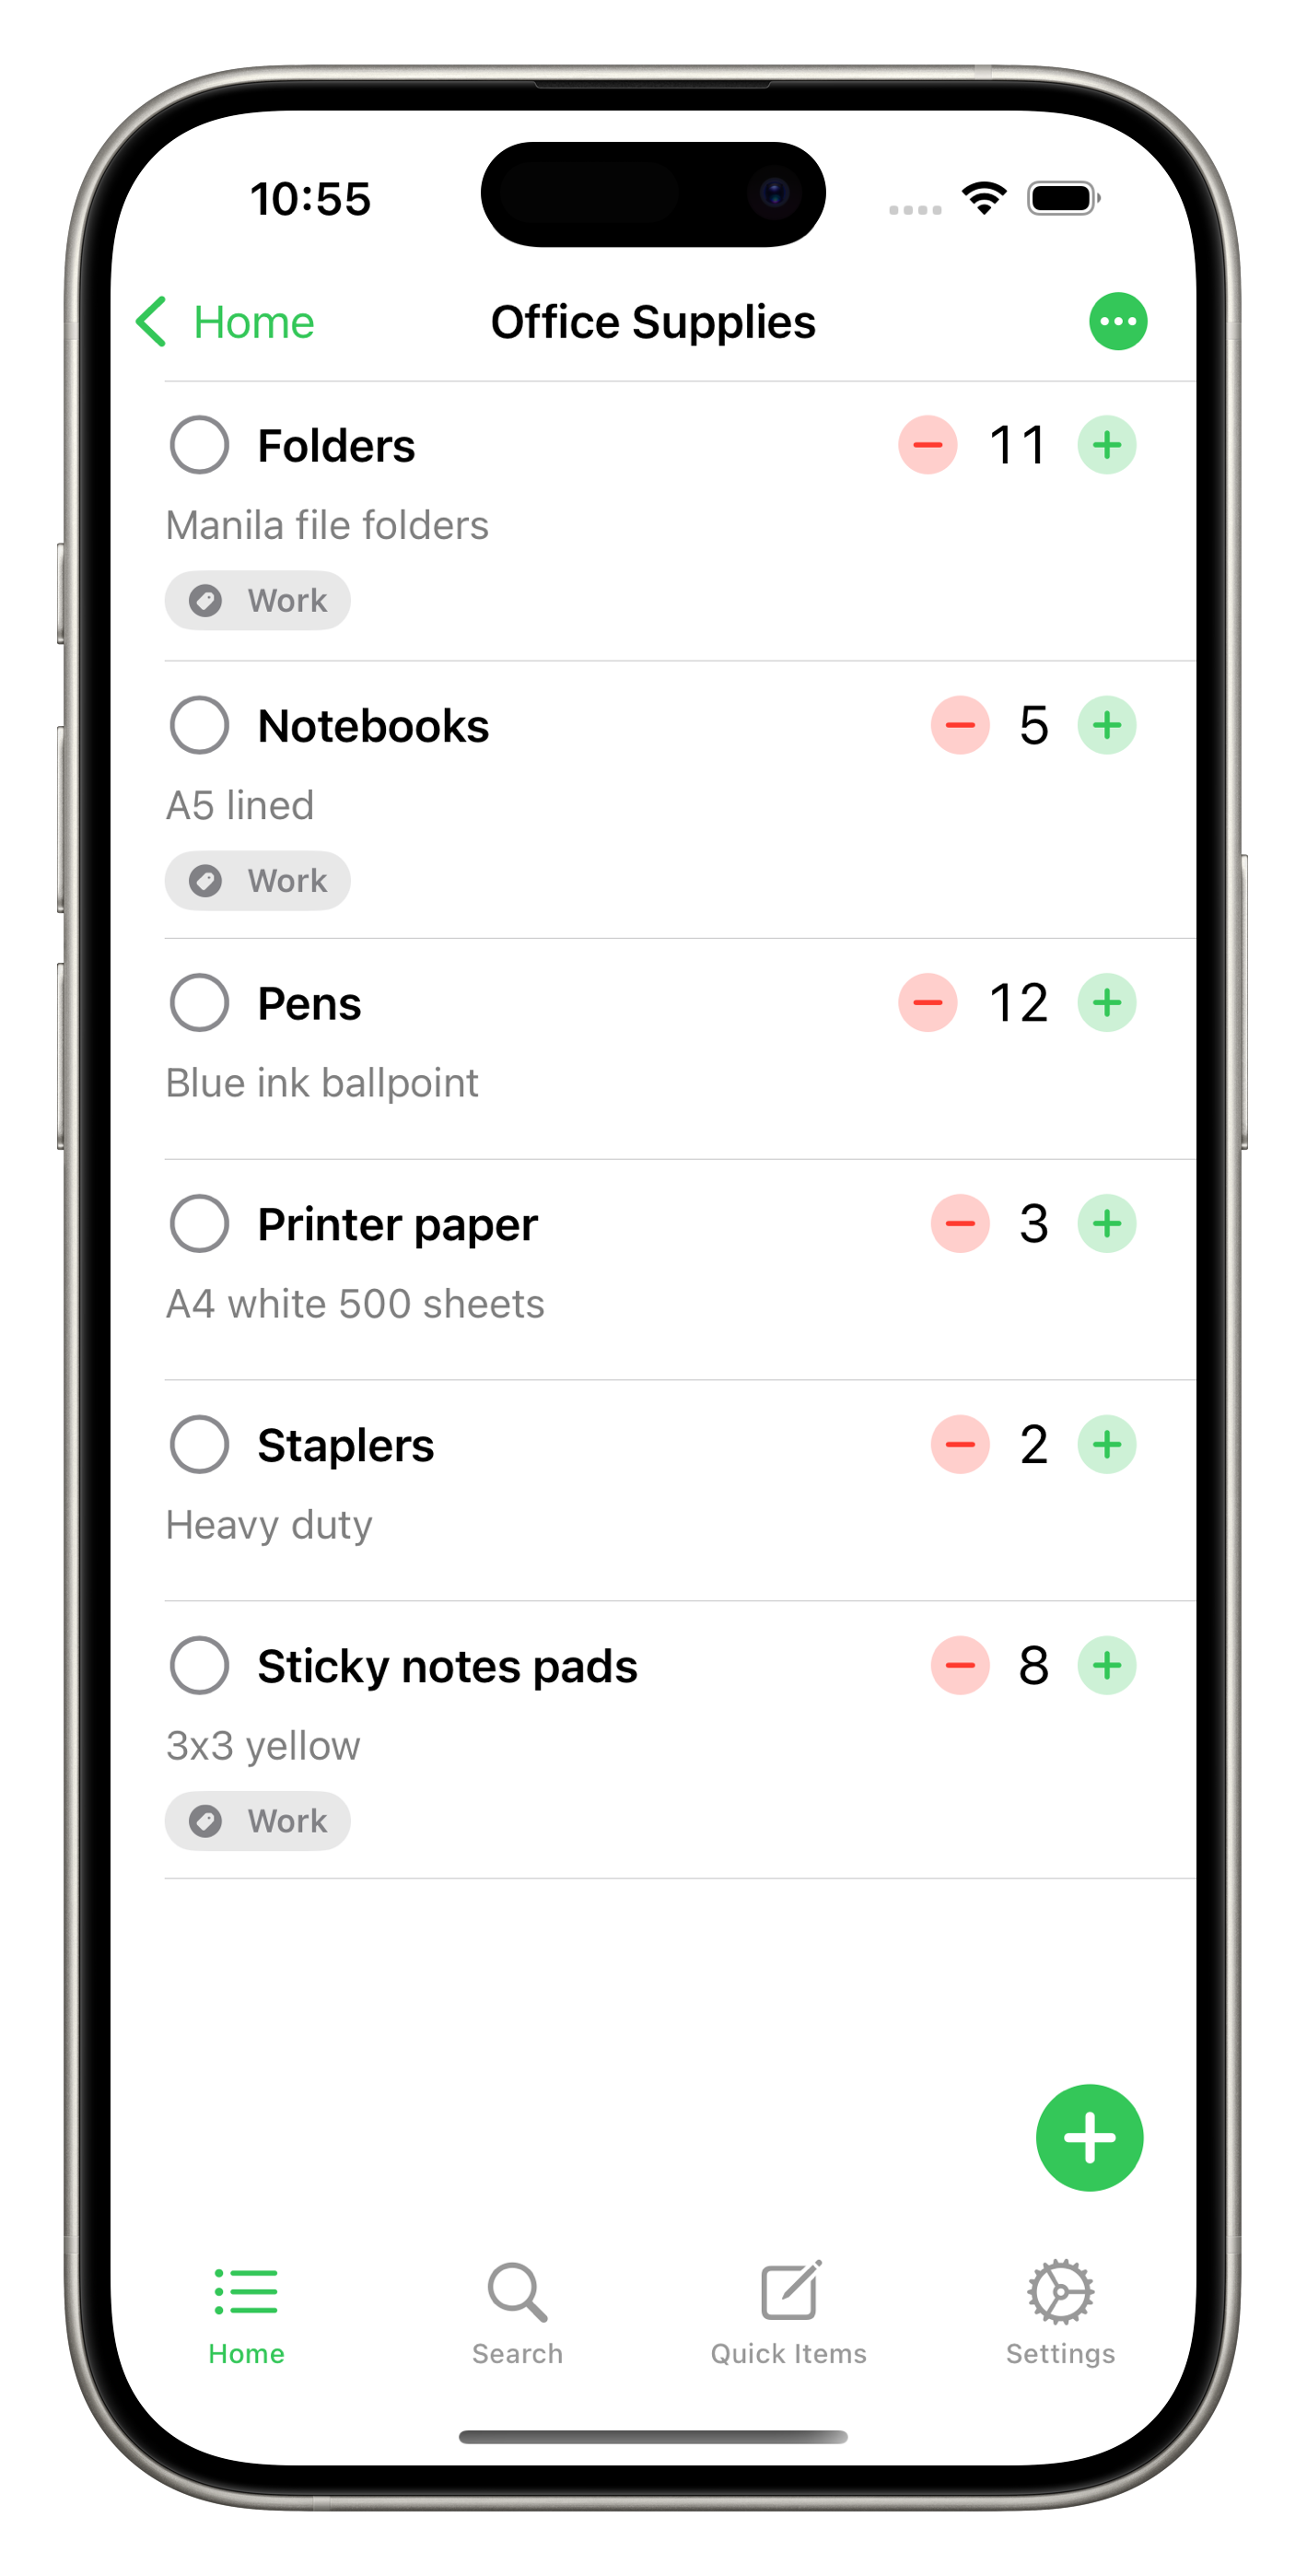 10:55
Home
Office Supplies
Folders
11
Manila file folders
Work
Notebooks
5
A5 lined
Work
Pens
12
Blue ink ballpoint
Printer paper
3
A4 white 500 sheets
Staplers
2
Heavy duty
Sticky notes pads
8
3x3 yellow
Work
Home
Search
Quick Items
Settings